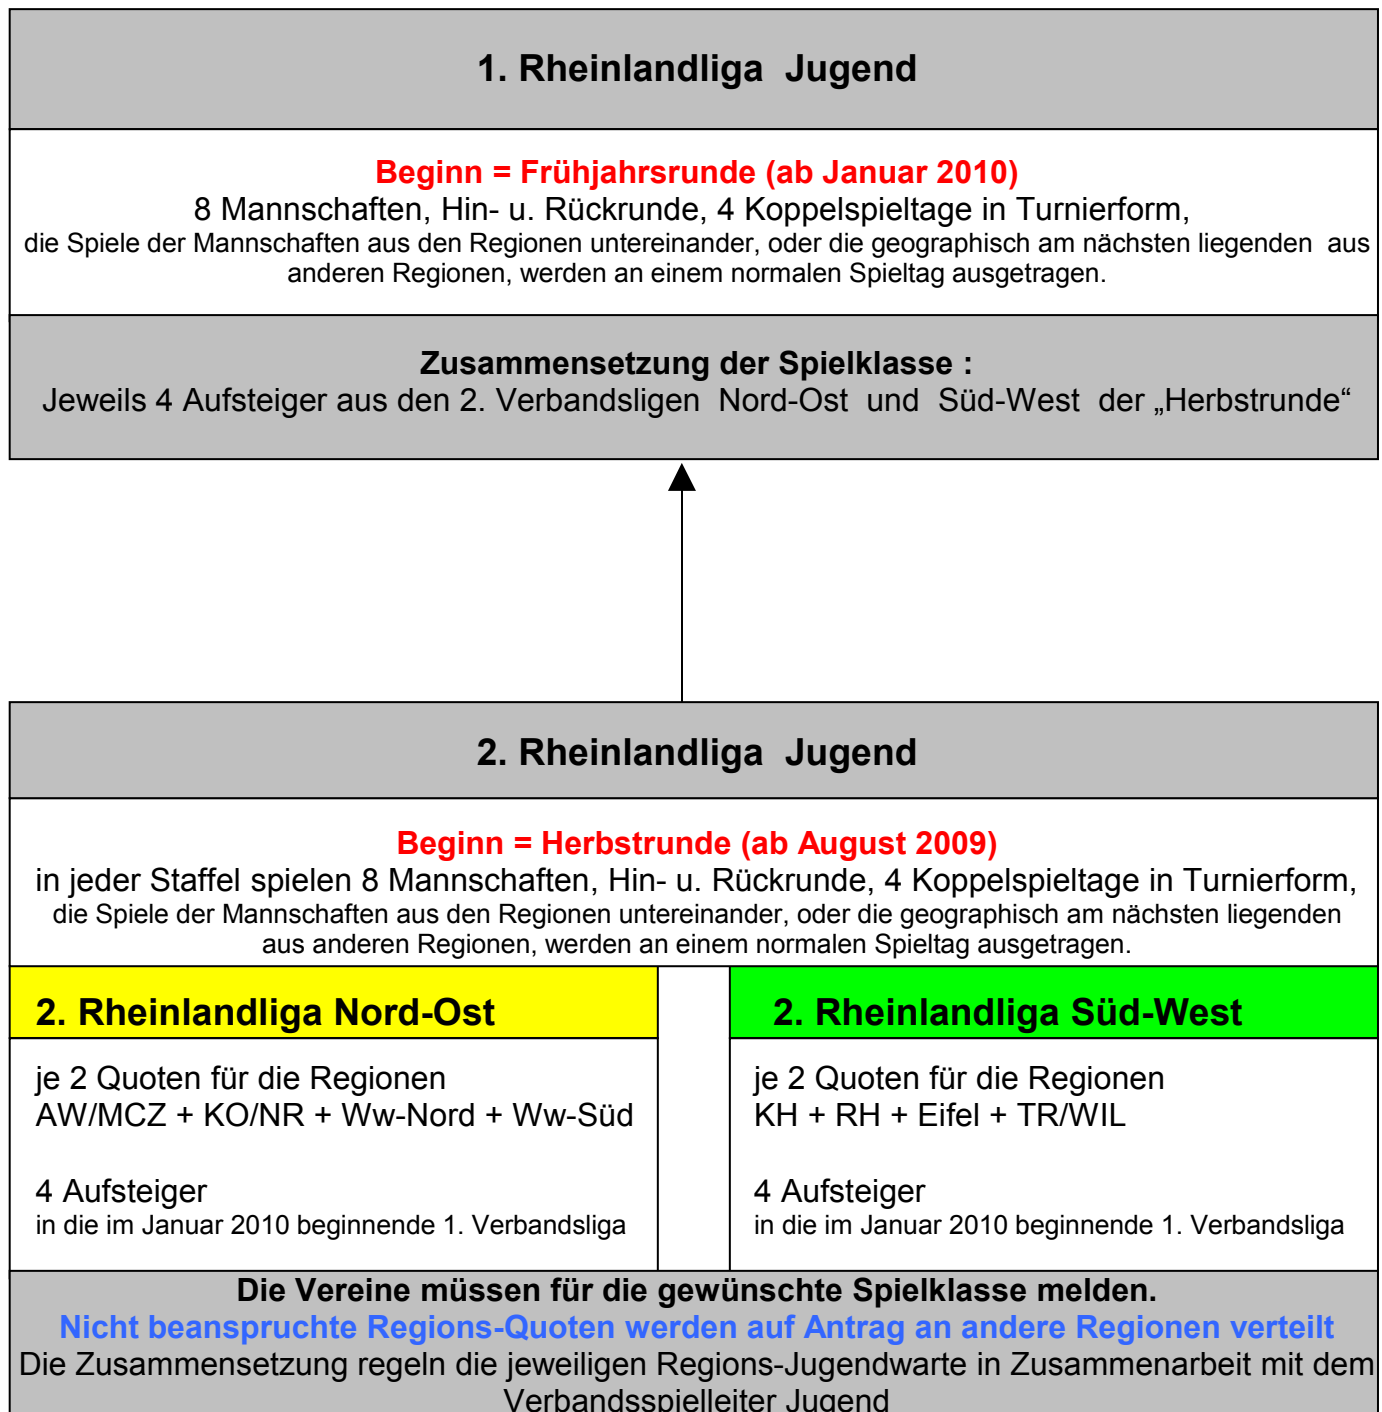 1. Rheinlandliga Jugend
Beginn = Frühjahrsrunde (ab Januar 2010)
8 Mannschaften, Hin- u. Rückrunde, 4 Koppelspieltage in Turnierform,
die Spiele der Mannschaften aus den Regionen untereinander, oder die geographisch am nächsten liegenden aus
anderen Regionen, werden an einem normalen Spieltag ausgetragen.
Zusammensetzung der Spielklasse :
Jeweils 4 Aufsteiger aus den 2. Verbandsligen Nord-Ost und Süd-West der „Herbstrunde“
2. Rheinlandliga Jugend
Beginn = Herbstrunde (ab August 2009)
in jeder Staffel spielen 8 Mannschaften, Hin- u. Rückrunde, 4 Koppelspieltage in Turnierform,
die Spiele der Mannschaften aus den Regionen untereinander, oder die geographisch am nächsten liegenden
aus anderen Regionen, werden an einem normalen Spieltag ausgetragen.
2. Rheinlandliga Nord-Ost
je 2 Quoten für die Regionen
AW/MCZ + KO/NR + Ww-Nord + Ww-Süd
4 Aufsteiger
in die im Januar 2010 beginnende 1. Verbandsliga
2. Rheinlandliga Süd-West
je 2 Quoten für die Regionen
KH + RH + Eifel + TR/WIL
4 Aufsteiger
in die im Januar 2010 beginnende 1. Verbandsliga
Die Vereine müssen für die gewünschte Spielklasse melden.
Nicht beanspruchte Regions-Quoten werden auf Antrag an andere Regionen verteilt
Die Zusammensetzung regeln die jeweiligen Regions-Jugendwarte in Zusammenarbeit mit dem
Verbandsspielleiter Jugend